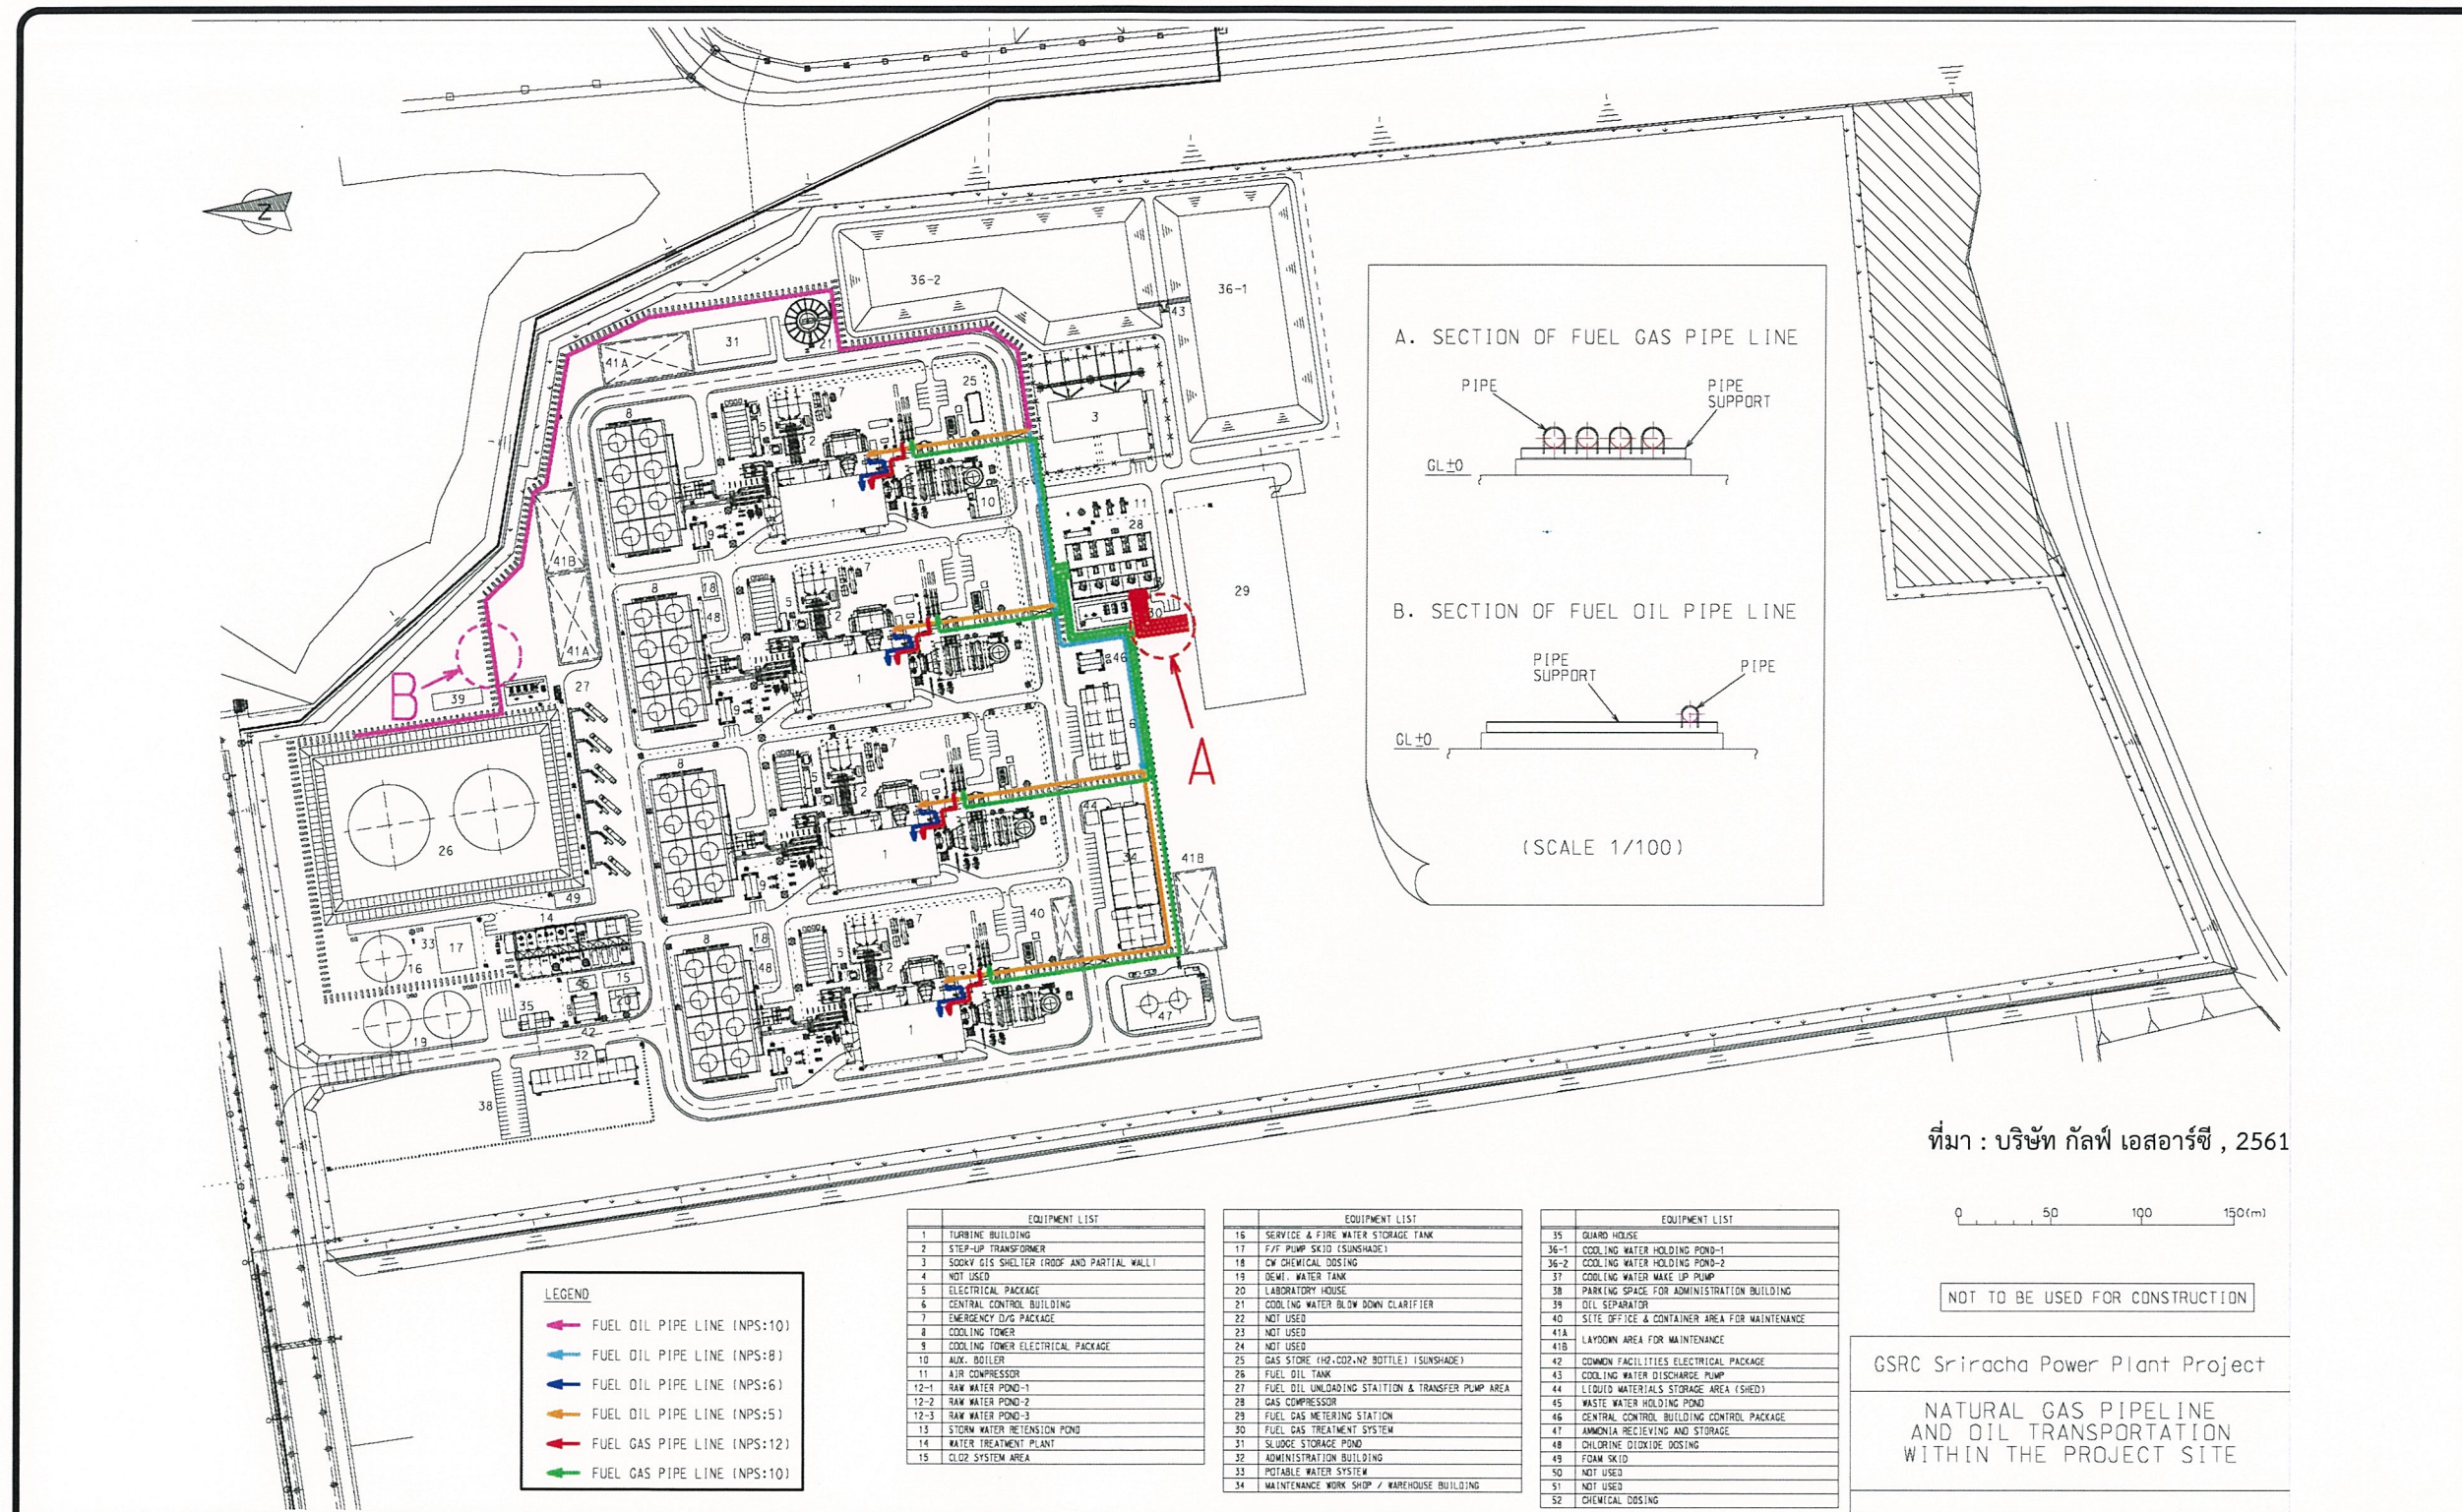 Z
36-2
36-1
43
31
21
41A
25
7
8
5
2
3
1
10
9
11
28
41B
30
29
18
48
8
7
5
2
1
9
41A
27
39
B
46
6
A
8
7
5
2
1
9
26
44
34
41B
49
14
33
17
16
40
8
18
48
7
5
2
1
9
15
45
20
35
42
19
32
47
38
A. SECTION OF FUEL GAS PIPE LINE
PIPE
PIPE
SUPPORT
GL±0
B. SECTION OF FUEL OIL PIPE LINE
PIPE
SUPPORT
PIPE
GL±0
(SCALE 1/100)
ที่มา : บริษัท กัลฟ์ เอสอาร์ซี , 2561
0 50 100 150(m)
NOT TO BE USED FOR CONSTRUCTION
GSRC Sriracha Power Plant Project
NATURAL GAS PIPELINE
AND OIL TRANSPORTATION
WITHIN THE PROJECT SITE
LEGEND
FUEL OIL PIPE LINE (NPS:10)
FUEL OIL PIPE LINE (NPS:8)
FUEL OIL PIPE LINE (NPS:6)
FUEL OIL PIPE LINE (NPS:5)
FUEL GAS PIPE LINE (NPS:12)
FUEL GAS PIPE LINE (NPS:10)
EQUIPMENT LIST
1 TURBINE BUILDING
2 STEP-UP TRANSFORMER
3 500kV GIS SHELTER (ROOF AND PARTIAL WALL)
4 NOT USED
5 ELECTRICAL PACKAGE
6 CENTRAL CONTROL BUILDING
7 EMERGENCY D/G PACKAGE
8 COOLING TOWER
9 COOLING TOWER ELECTRICAL PACKAGE
10 AUX. BOILER
11 AIR COMPRESSOR
12-1 RAW WATER POND-1
12-2 RAW WATER POND-2
12-3 RAW WATER POND-3
13 STORM WATER RETENSION POND
14 WATER TREATMENT PLANT
15 CLO2 SYSTEM AREA
EQUIPMENT LIST
16 SERVICE & FIRE WATER STORAGE TANK
17 F/F PUMP SKID (SUNSHADE)
18 CW CHEMICAL DOSING
19 DEMI. WATER TANK
20 LABORATORY HOUSE
21 COOLING WATER BLOW DOWN CLARIFIER
22 NOT USED
23 NOT USED
24 NOT USED
25 GAS STORE (H2,CO2,N2 BOTTLE) (SUNSHADE)
26 FUEL OIL TANK
27 FUEL OIL UNLOADING STAITION & TRANSFER PUMP AREA
28 GAS COMPRESSOR
29 FUEL GAS METERING STATION
30 FUEL GAS TREATMENT SYSTEM
31 SLUDGE STORAGE POND
32 ADMINISTRATION BUILDING
33 POTABLE WATER SYSTEM
34 MAINTENANCE WORK SHOP / WAREHOUSE BUILDING
EQUIPMENT LIST
35 GUARD HOUSE
36-1 COOLING WATER HOLDING POND-1
36-2 COOLING WATER HOLDING POND-2
37 COOLING WATER MAKE UP PUMP
38 PARKING SPACE FOR ADMINISTRATION BUILDING
39 OIL SEPARATOR
40 SITE OFFICE & CONTAINER AREA FOR MAINTENANCE
41A
41B LAYDOWN AREA FOR MAINTENANCE
42 COMMON FACILITIES ELECTRICAL PACKAGE
43 COOLING WATER DISCHARGE PUMP
44 LIQUID MATERIALS STORAGE AREA (SHED)
45 WASTE WATER HOLDING POND
46 CENTRAL CONTROL BUILDING CONTROL PACKAGE
47 AMMONIA RECIEVING AND STORAGE
48 CHLORINE DIOXIDE DOSING
49 FOAM SKID
50 NOT USED
51 NOT USED
52 CHEMICAL DOSING